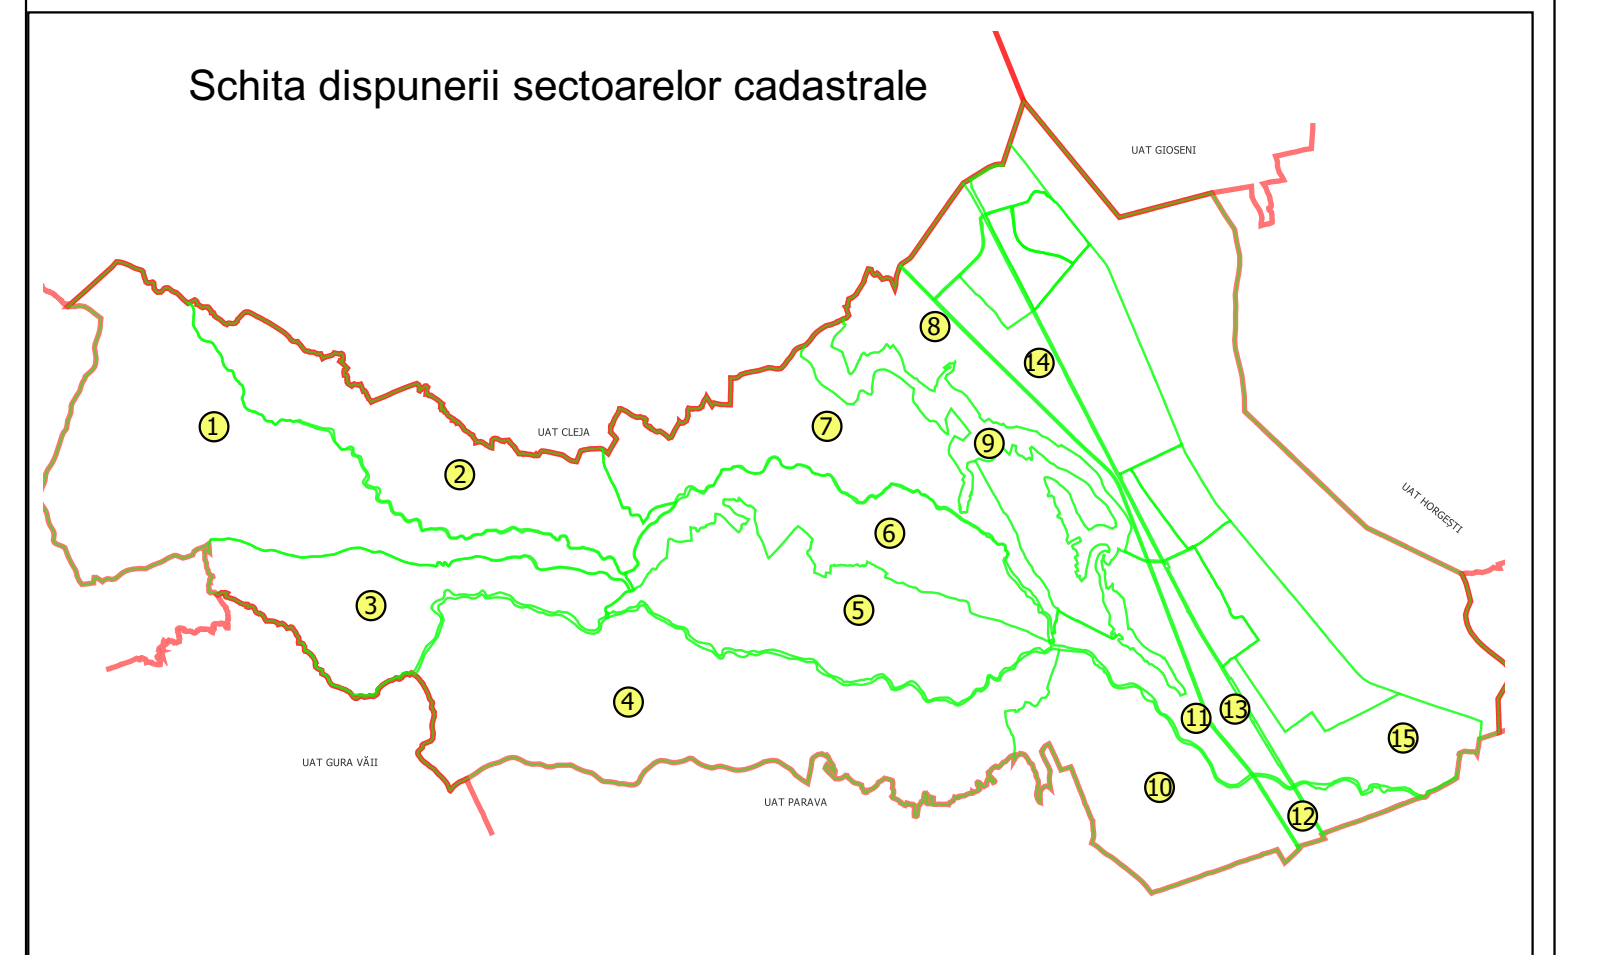 Schita dispunerii sectoarelor cadastrale
UAT GIOSENI
8
14
1
7
UAT CLEJA
9
2
UAT HORGEȘTI
6
3
5
4
11
13
15
UAT GURA VĂII
10
UAT PARAVA
12